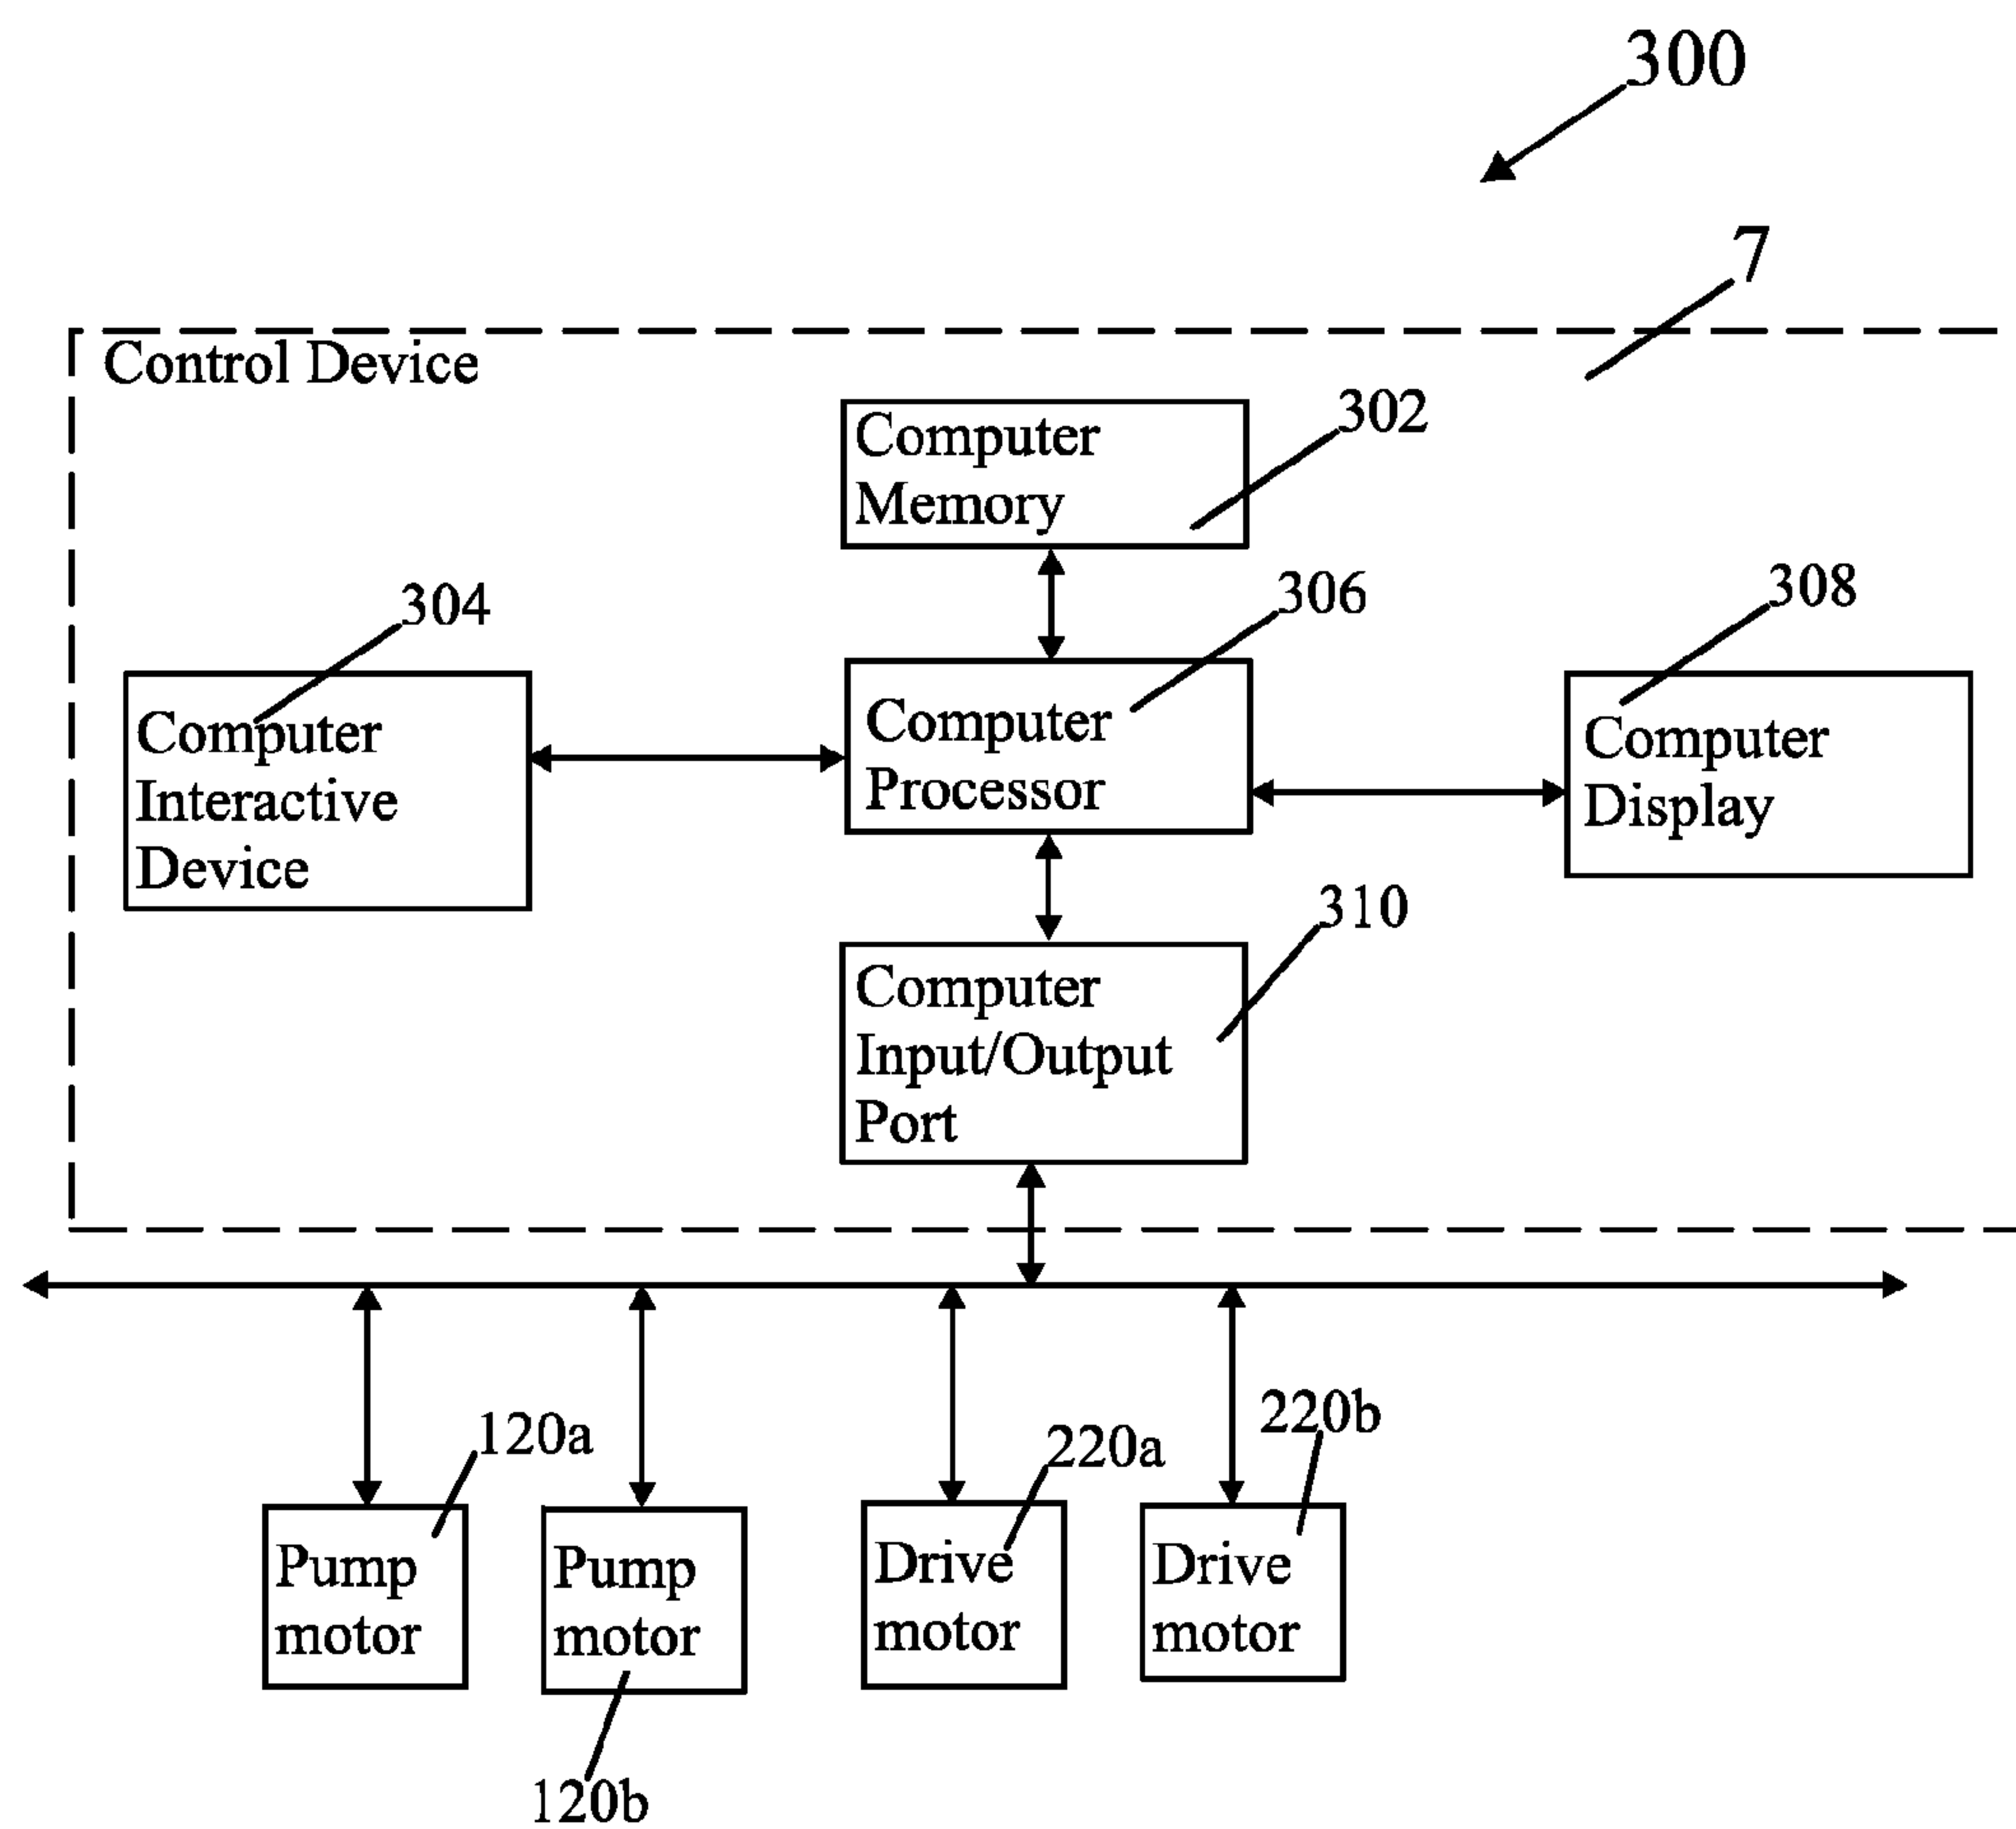 300
7
Control Device
302
Computer
Memory
304
306
308
Computer
Interactive
Device
Computer
Processor
Computer
Display
310
Computer
Input/Output
Port
120a
220a
220b
Pump
motor
Pump
motor
Drive
motor
Drive
motor
120b